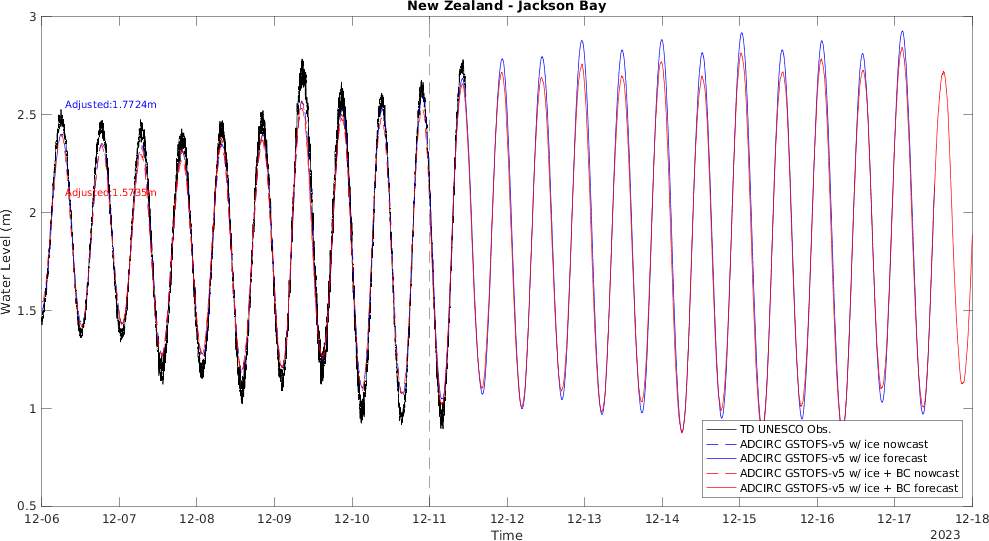 New Zealand - Jackson Bay
3
2.5
2
1.5
1
0.5
Water Level (m)
Adjusted:1.7724m
Adjusted:1.5735m
TD UNESCO Obs.
ADCIRC GSTOFS-v5 w/ ice nowcast
ADCIRC GSTOFS-v5 w/ ice forecast
ADCIRC GSTOFS-v5 w/ ice + BC nowcast
ADCIRC GSTOFS-v5 w/ ice + BC forecast
12-06 12-07 12-08 12-09 12-10 12-11 12-12 12-13 12-14 12-15 12-16 12-17 12-18
Time
2023